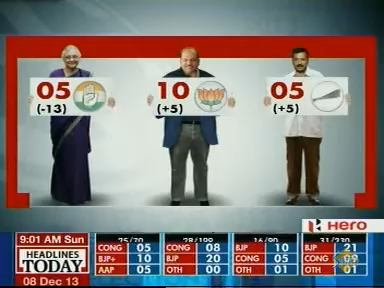 05
(-13)
10
(+5)
05
(+5)
Hero
9:01 AM Sun
HEADLINES
TODAY
08 Dec 13
25/70
CONG 05
BJP+ 10
AAP 05
28/199
CONG 08
BJP 20
OTH 00
16/90
BJP 10
CONG 05
OTH 01
31/230
BJP 21
CONG 09
OTH 01